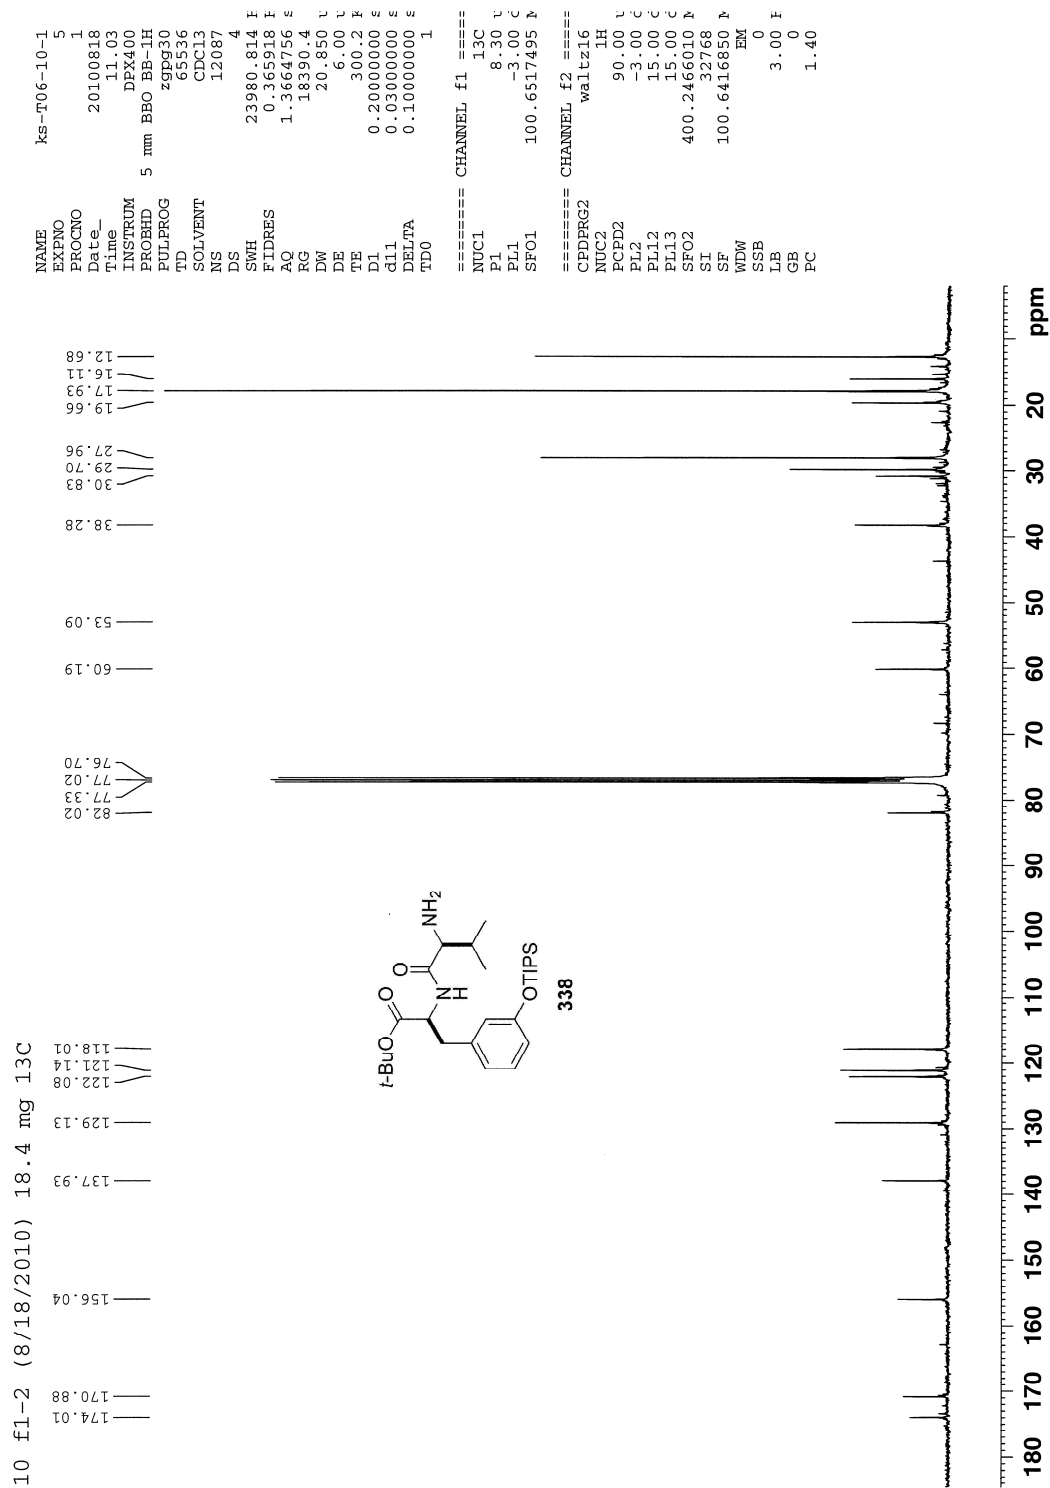 10 f1-2 (8/18/2010) 18.4 mg 13C
174.01
170.88
156.04
137.93
129.13
122.08
121.14
118.01
82.02
77.33
77.02
76.70
60.19
53.09
38.28
30.83
29.70
27.96
19.66
17.93
16.11
12.68
NAME ks-T06-10-1
EXPNO 5
PROCNO 1
Date_ 20100818
Time 11.03
INSTRUM DPX400
PROBHD 5 mm BBO BB-1H
PULPROG zgpg30
TD 65536
SOLVENT CDCl3
NS 12087
DS 4
SWH 23980.814
FIDRES 0.365918
AQ 1.3664756 s
RG 18390.4
DW 20.850
DE 6.00
TE 300.2
D1 0.20000000 s
d11 0.03000000 s
DELTA 0.10000000 s
TD0 1
======== CHANNEL f1 =====
NUC1 13C
P1 8.30
PL1 -3.00
SFO1 100.6517495
======== CHANNEL f2 =====
CPDPRG2 waltz16
NUC2 1H
PCPD2 90.00
PL2 -3.00
PL12 15.00
PL13 15.00
SFO2 400.2466010
SI 32768
SF 100.6416850
WDW EM
SSB 0
LB 3.00
GB 0
PC 1.40
t-BuO
O
O
N
H
NH2
OTIPS
338
180 170 160 150 140 130 120 110 100 90 80 70 60 50 40 30 20 ppm